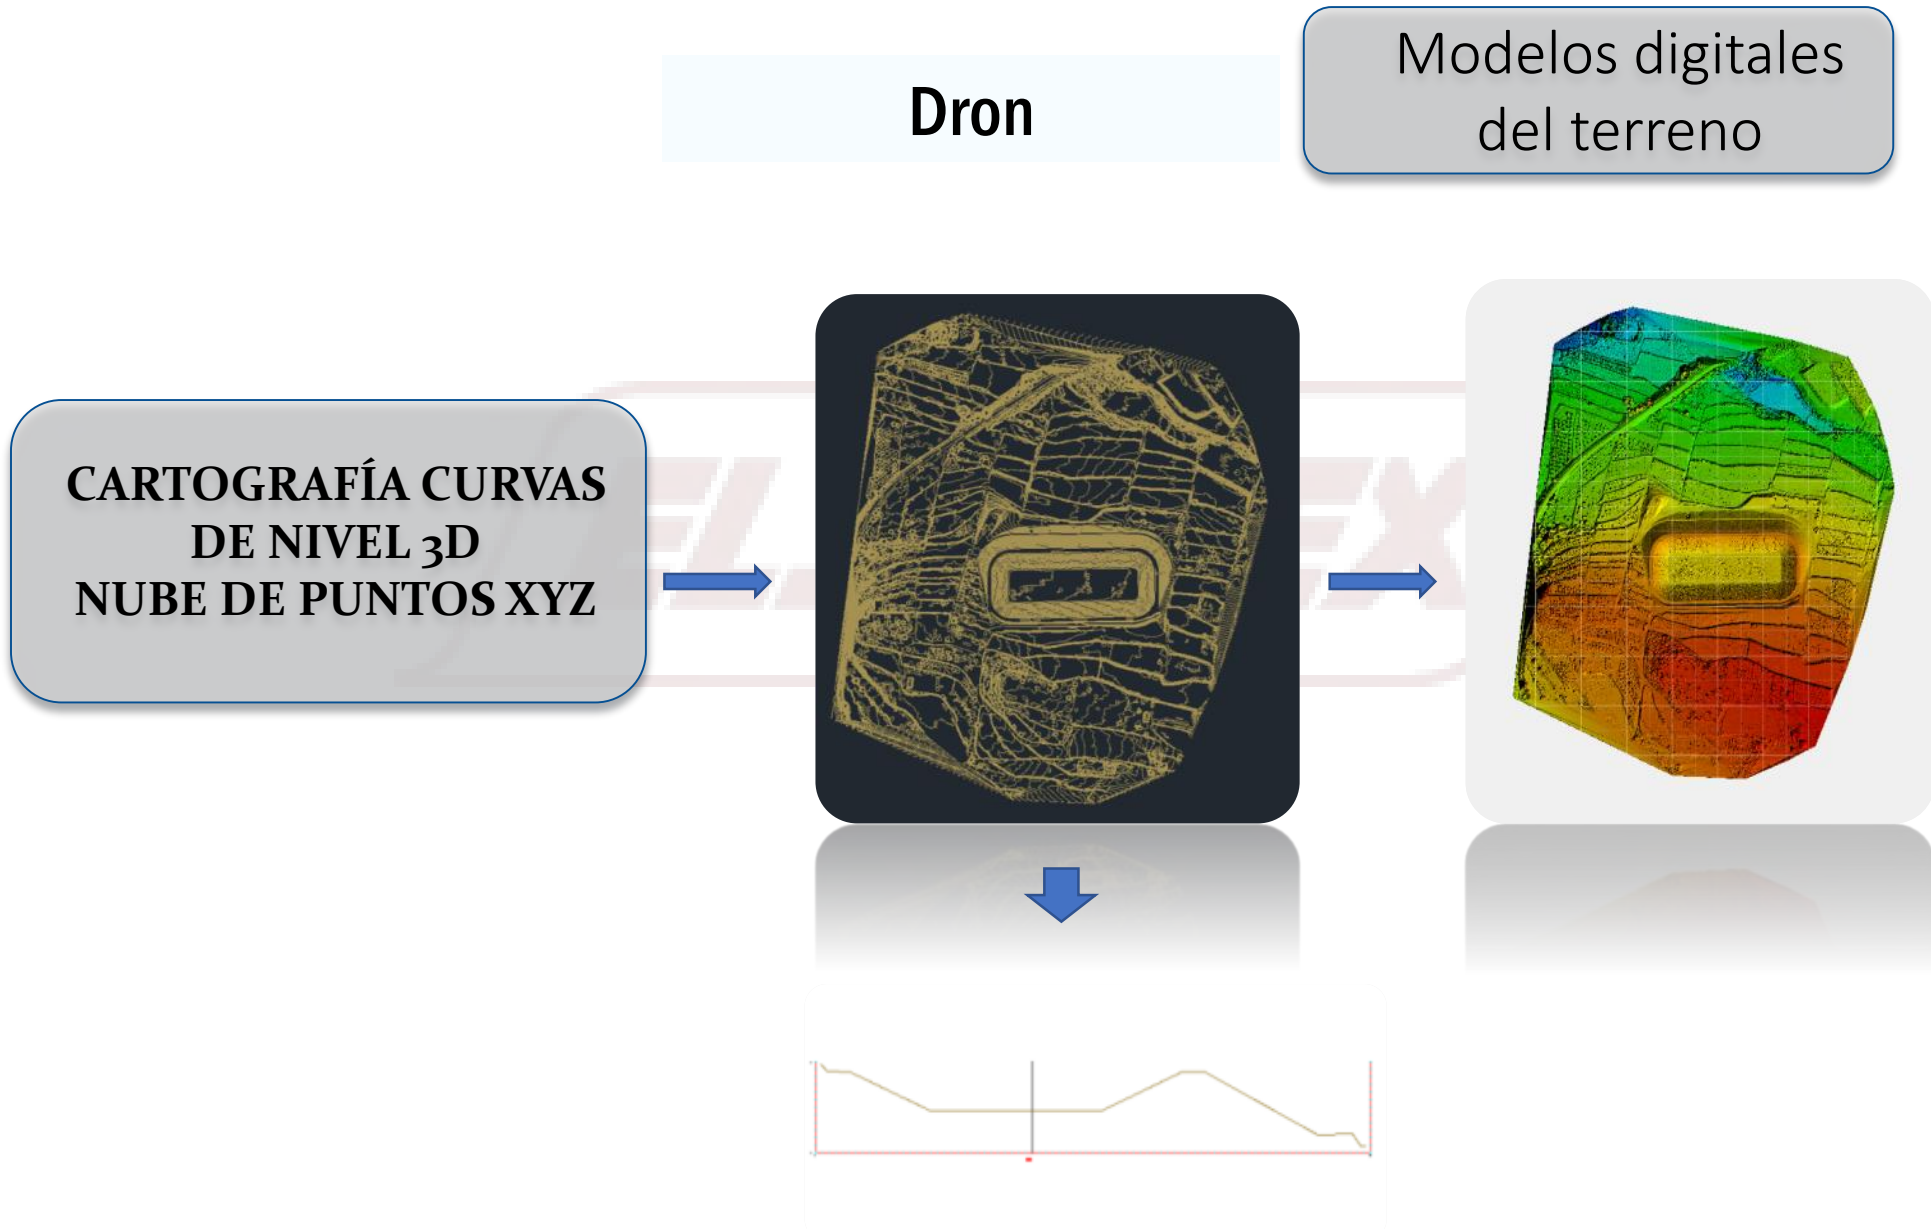 Dron
Modelos digitales
del terreno
CARTOGRAFÍA CURVAS
DE NIVEL 3D
NUBE DE PUNTOS XYZ